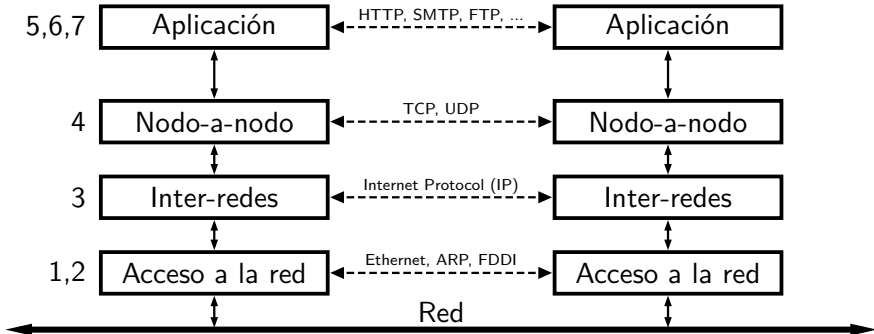 5,6,7 Aplicación HTTP, SMTP, FTP, ... Aplicación
4 Nodo-a-nodo TCP, UDP Nodo-a-nodo
3 Inter-redes Internet Protocol (IP) Inter-redes
1,2 Acceso a la red Ethernet, ARP, FDDI Acceso a la red
Red